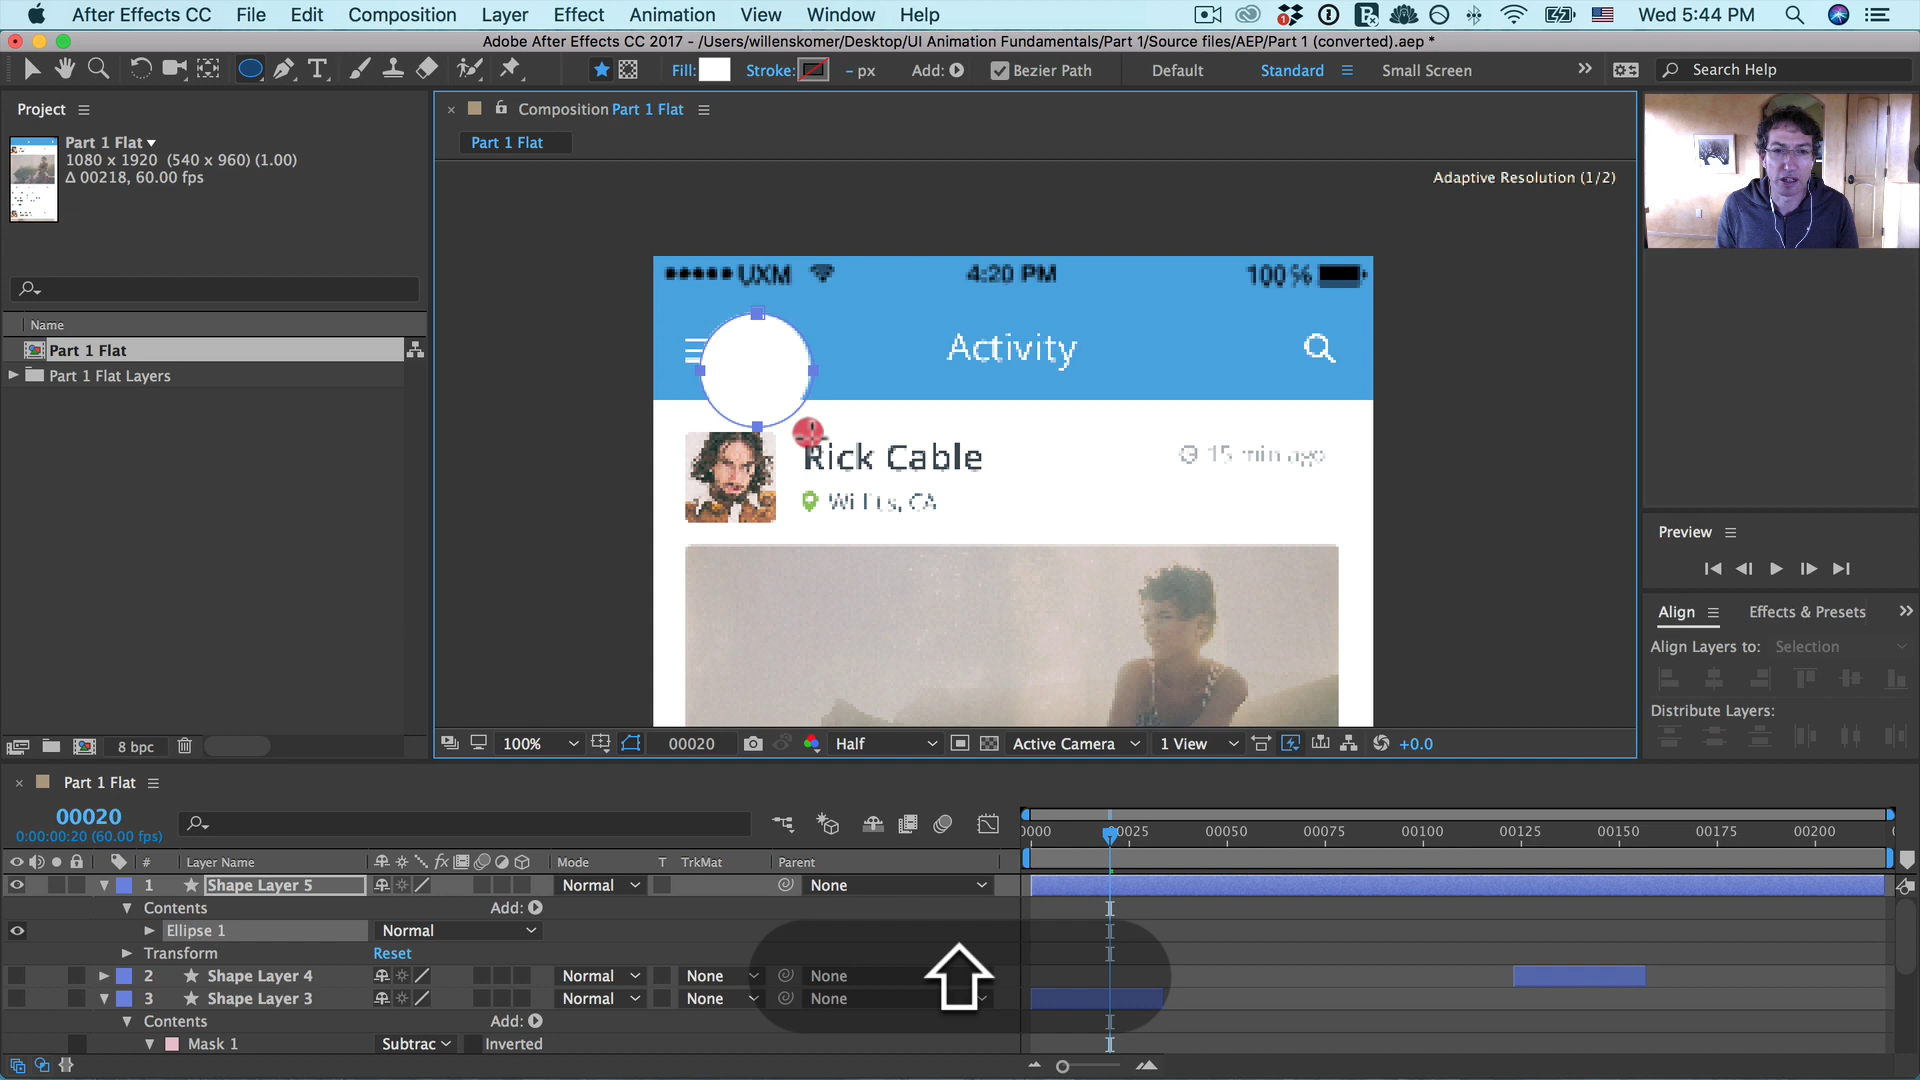 After Effects CC File Edit Composition Layer Effect Animation View Window Help Wed 5:44 PM
Adobe After Effects CC 2017 - /Users/willenskomer/Desktop/UI Animation Fundamentals/Part 1/Source files/AEP/Part 1 (converted).aep *
Fill: Stroke: - px Add: Bezier Path Default Standard Small Screen Search Help
Project
Composition Part 1 Flat
Part 1 Flat
Part 1 Flat
1080 x 1920 (540 x 960) (1.00)
Δ 00218, 60.00 fps
Adaptive Resolution (1/2)
UXM 4:20 PM 100%
Activity
Rick Cable
15 min ago
Willits, CA
Name
Part 1 Flat
Part 1 Flat Layers
Preview
Align Effects & Presets
Align Layers to: Selection
Distribute Layers:
8 bpc
100% 00020 Half Active Camera 1 View +0.0
Part 1 Flat
00020
0:00:00:20 (60.00 fps)
0000 00025 00050 00075 00100 00125 00150 00175 00200
# Layer Name fx Mode T TrkMat Parent
1 Shape Layer 5 Normal None
Contents Add:
Ellipse 1 Normal
Transform Reset
2 Shape Layer 4 Normal None None
3 Shape Layer 3 Normal None None
Contents Add:
Mask 1 Subtrac Inverted